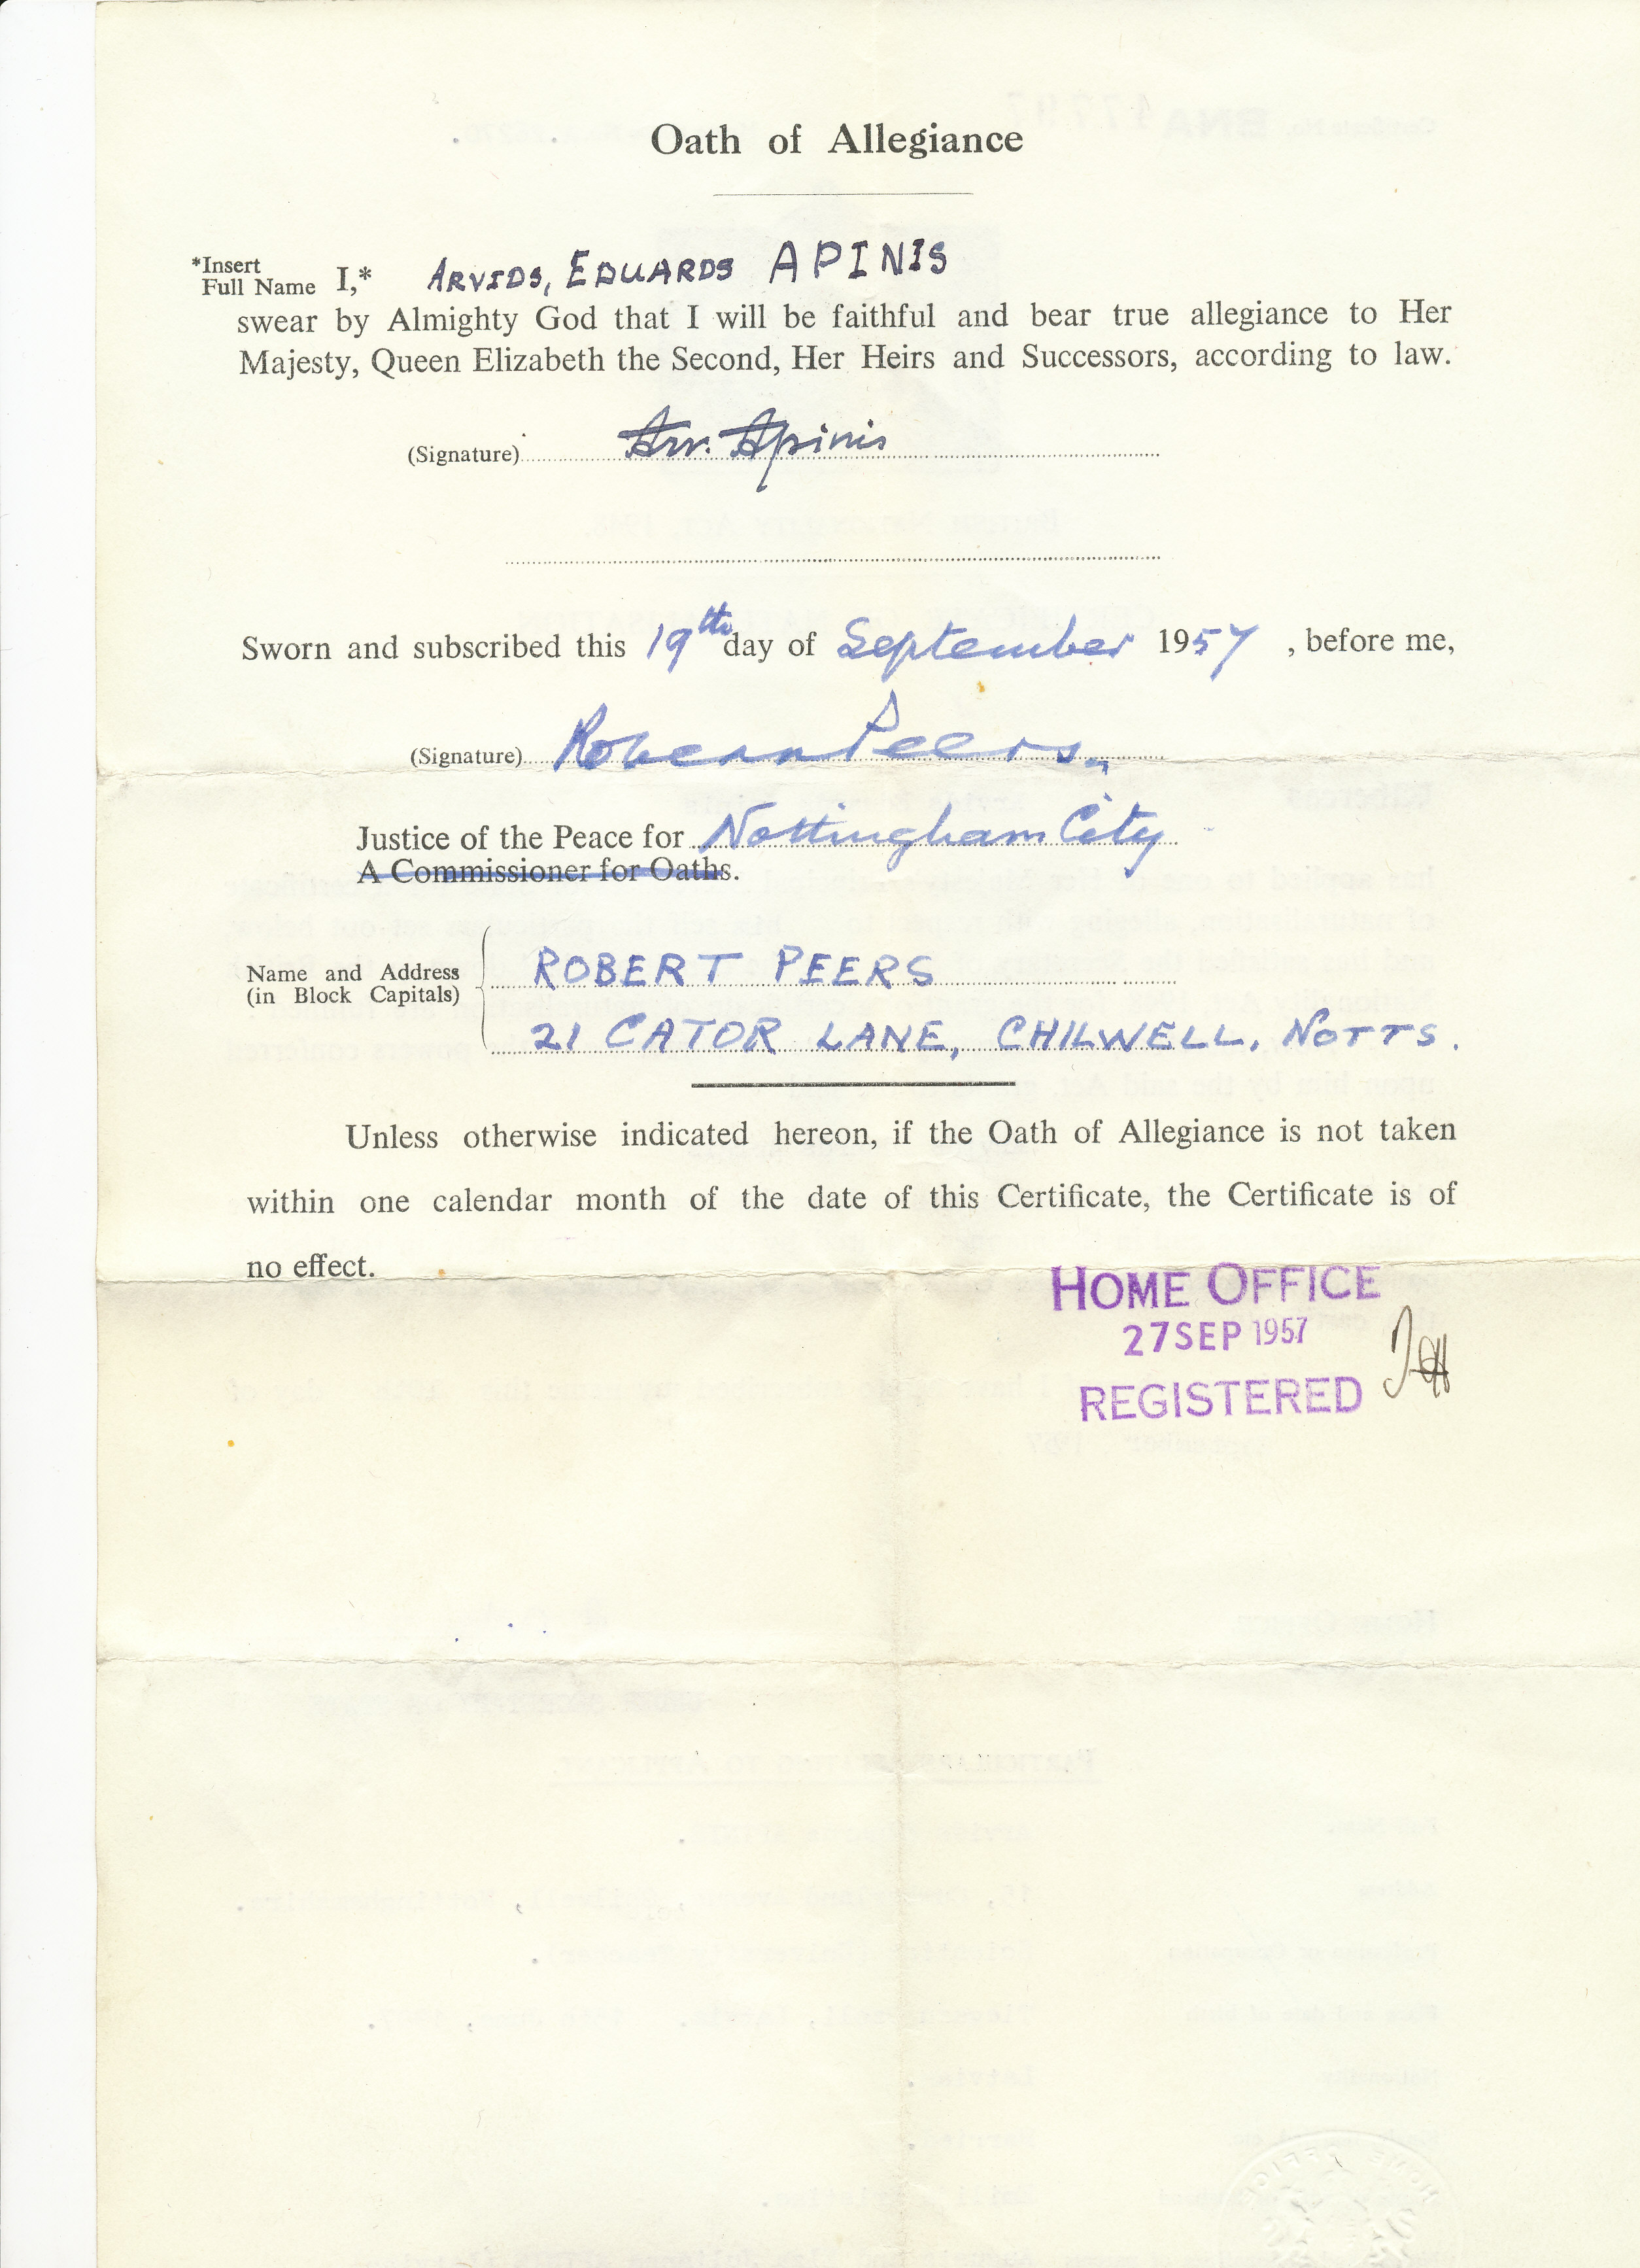 Oath of Allegiance
*Insert
Full Name I,* ARVIDS, EDUARDS APINIS
swear by Almighty God that I will be faithful and bear true allegiance to Her
Majesty, Queen Elizabeth the Second, Her Heirs and Successors, according to law.
(Signature) Arv. Apinis
Sworn and subscribed this 19th day of September 1957, before me,
(Signature) Robert Peers
Justice of the Peace for Nottingham City
A Commissioner for Oaths.
Name and Address
(in Block Capitals)
ROBERT PEERS
21 CATOR LANE, CHILWELL, NOTTS.
Unless otherwise indicated hereon, if the Oath of Allegiance is not taken
within one calendar month of the date of this Certificate, the Certificate is of
no effect.
HOME OFFICE
27 SEP 1957
REGISTERED